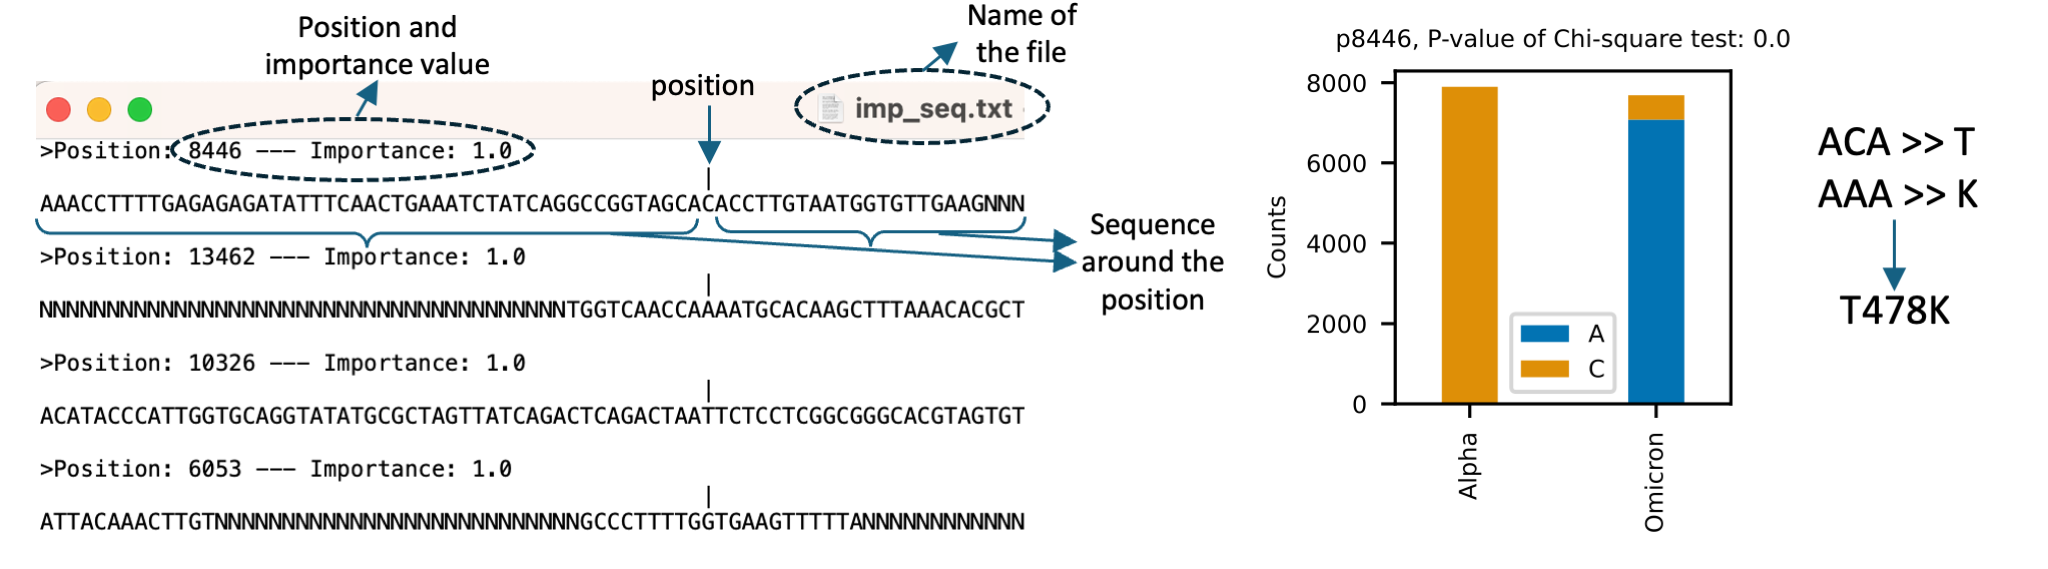 Position and
importance value
Name of
the file
position
imp_seq.txt
>Position: 8446 --- Importance: 1.0
AAACCTTTTGAGAGAGATATTTCAACTGAAATCTATCAGGCCGGTAGCACACCTTGTAATGGTGTTGAAGNNN
>Position: 13462 --- Importance: 1.0
NNNNNNNNNNNNNNNNNNNNNNNNNNNNNNNNNNNNNNNTGGTCAACCAAAATGCACAAGCTTTAAACACGCT
>Position: 10326 --- Importance: 1.0
ACATACCCATTGGTGCAGGTATATGCGCTAGTTATCAGACTCAGACTAATTCTCCTCGGCGGGCACGTAGTGT
>Position: 6053 --- Importance: 1.0
ATTACAAACTTGTNNNNNNNNNNNNNNNNNNNNNNNNNNNGCCCTTTTGGTGAAGTTTTTANNNNNNNNNNNN
Sequence
around the
position
p8446, P-value of Chi-square test: 0.0
Counts
8000
6000
4000
2000
0
A
C
Alpha
Omicron
ACA >> T
AAA >> K
T478K